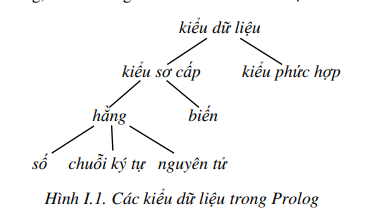 kiểu dữ liệu
kiểu sơ cấp kiểu phức hợp
hằng biến
số chuỗi ký tự nguyên tử
Hình I.1. Các kiểu dữ liệu trong Prolog